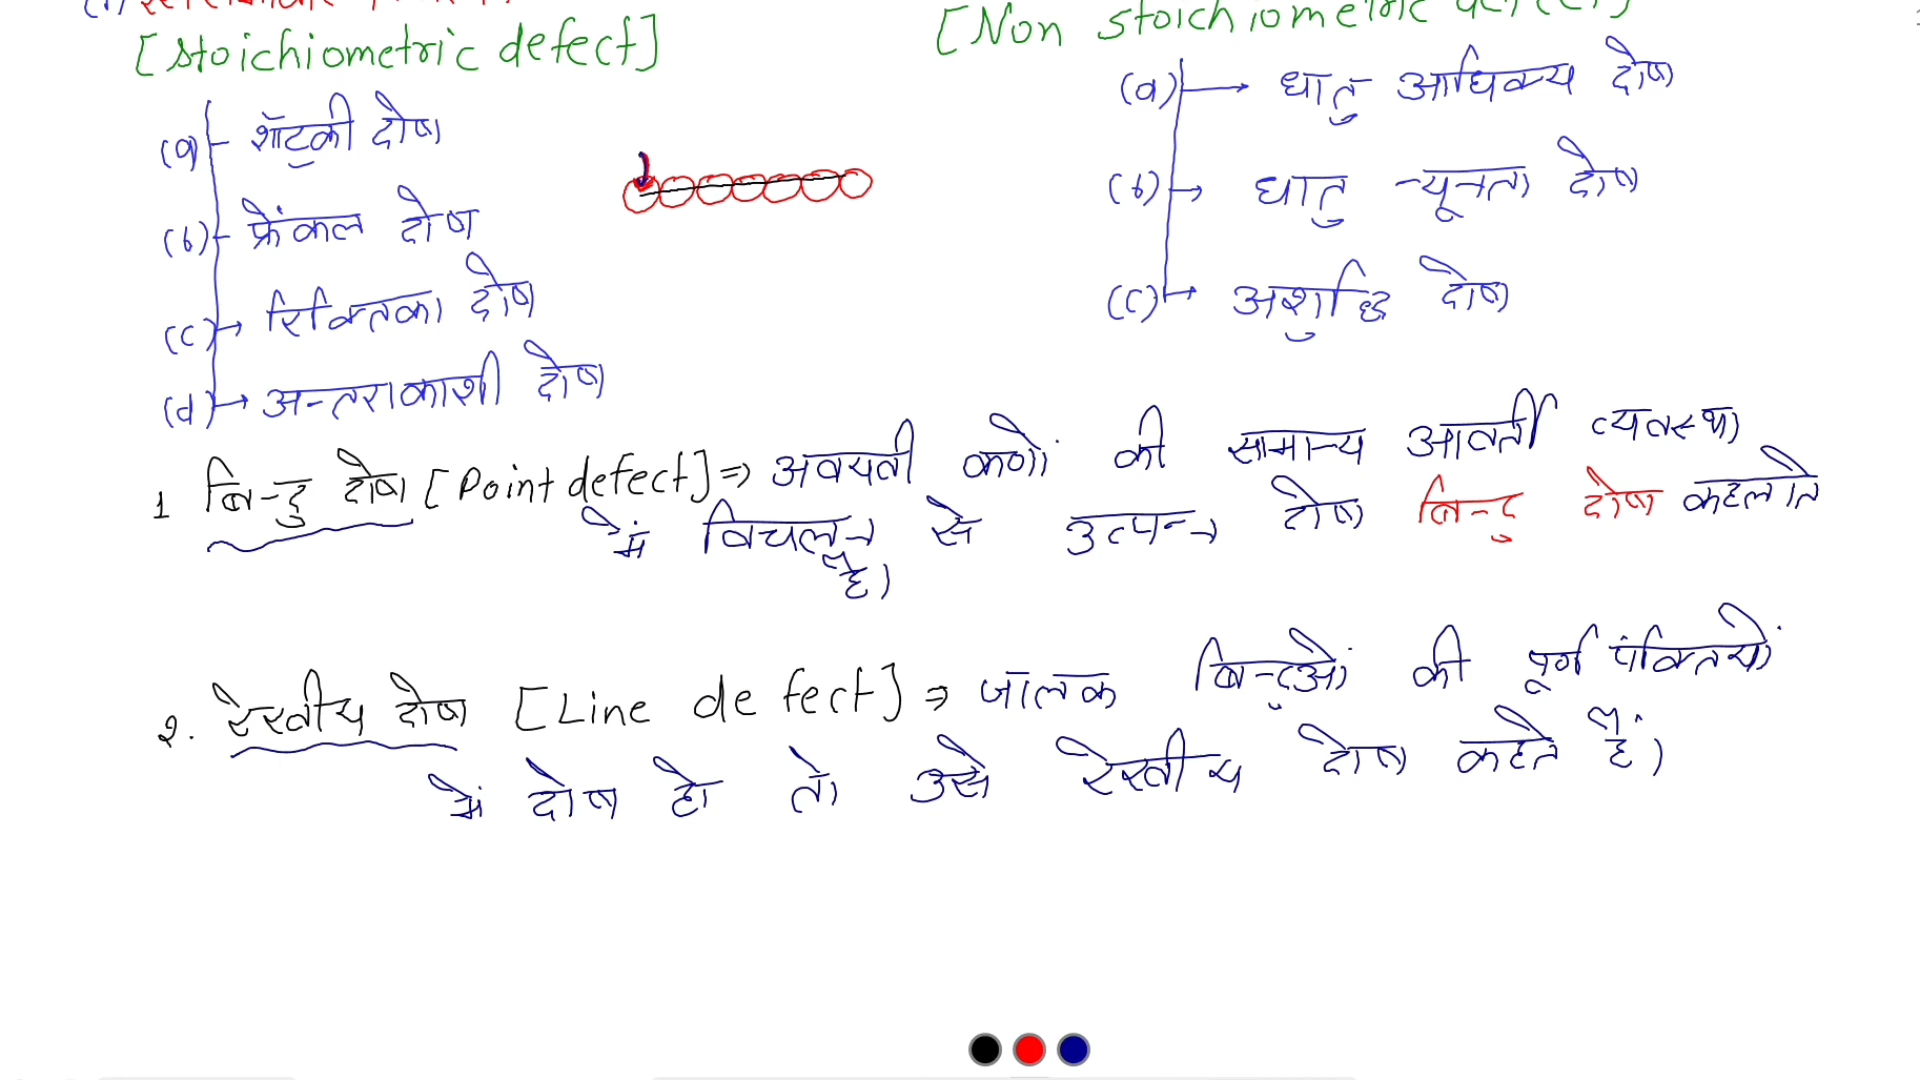 [Stoichiometric defect]
(a) शॉट्की दोष
(b) फ्रेंकल दोष
(c) → रिक्तिका दोष
(d) → अन्तराकाशी दोष
[Non stoichiometric defect]
(a) → धातु आधिक्य दोष
(b) → धातु न्यूनता दोष
(c) → अशुद्धि दोष
1 बिन्दु दोष [Point defect] ⇒ अवयवी कणों की सामान्य आवर्ती व्यवस्था
में विचलन से उत्पन्न दोष बिन्दु दोष कहलाते
है।
2. रेखीय दोष [Line defect] ⇒ जालक बिन्दुओं की पूर्ण पंक्तियों
में दोष हो तो उसे रेखीय दोष कहते हैं।